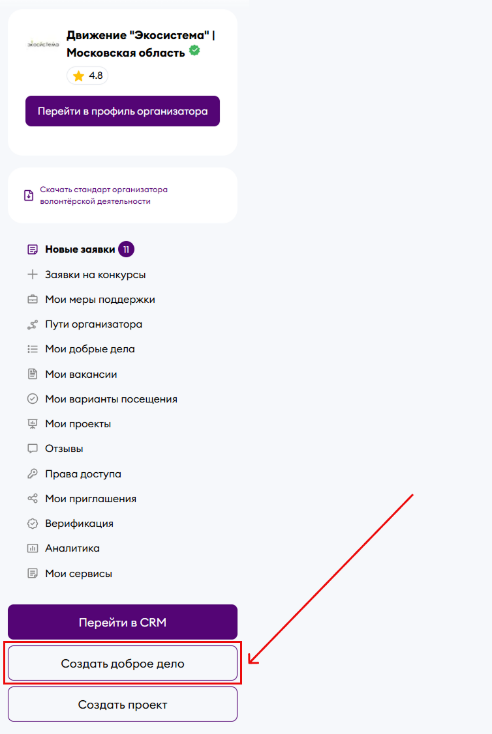 экосистема
Движение "Экосистема" |
Московская область
4.8
Перейти в профиль организатора
Скачать стандарт организатора
волонтёрской деятельности
Новые заявки 11
Заявки на конкурсы
Мои меры поддержки
Пути организатора
Мои добрые дела
Мои вакансии
Мои варианты посещения
Мои проекты
Отзывы
Права доступа
Мои приглашения
Верификация
Аналитика
Мои сервисы
Перейти в CRM
Создать доброе дело
Создать проект